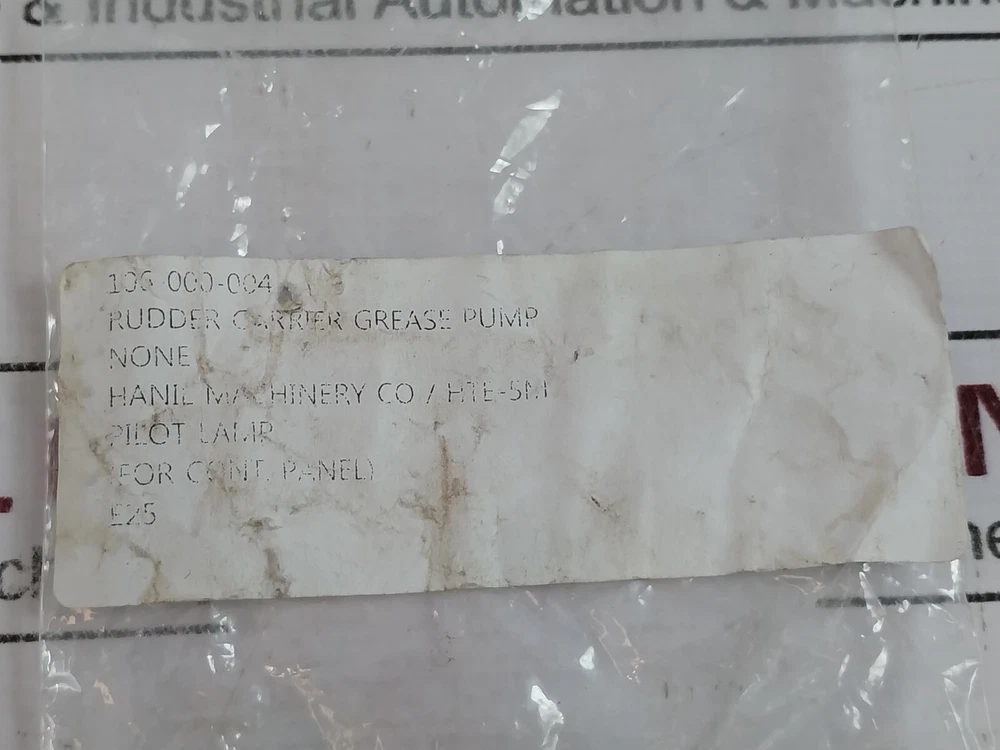 & Industrial Automation & Machin
106-000-004
RUDDER CARRIER GREASE PUMP
NONE
HANIL MACHINERY CO / HTE-5M
PILOT LAMP
(FOR CONT. PANEL)
E25